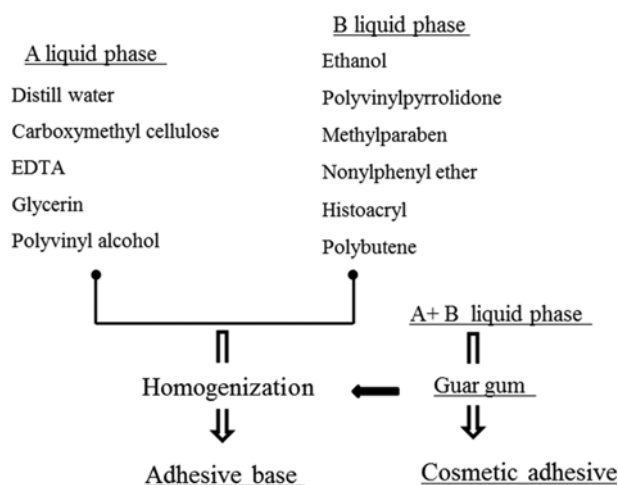 A liquid phase
Distill water
Carboxymethyl cellulose
EDTA
Glycerin
Polyvinyl alcohol
B liquid phase
Ethanol
Polyvinylpyrrolidone
Methylparaben
Nonylphenyl ether
Histoacryl
Polybutene
A+ B liquid phase
Homogenization
Guar gum
Adhesive base
Cosmetic adhesive